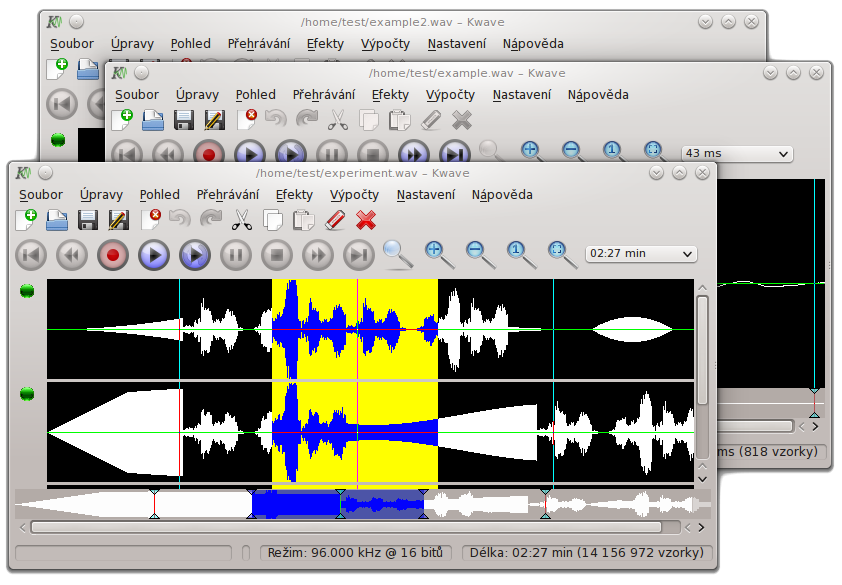 /home/test/example2.wav – Kwave
Soubor Úpravy Pohled Přehrávání Efekty Výpočty Nastavení Nápověda
/home/test/example.wav – Kwave
Soubor Úpravy Pohled Přehrávání Efekty Výpočty Nastavení Nápověda
43 ms
/home/test/experiment.wav – Kwave
Soubor Úpravy Pohled Přehrávání Efekty Výpočty Nastavení Nápověda
1
02:27 min
ms (818 vzorky)
Režim: 96.000 kHz @ 16 bitů
Délka: 02:27 min (14 156 972 vzorky)